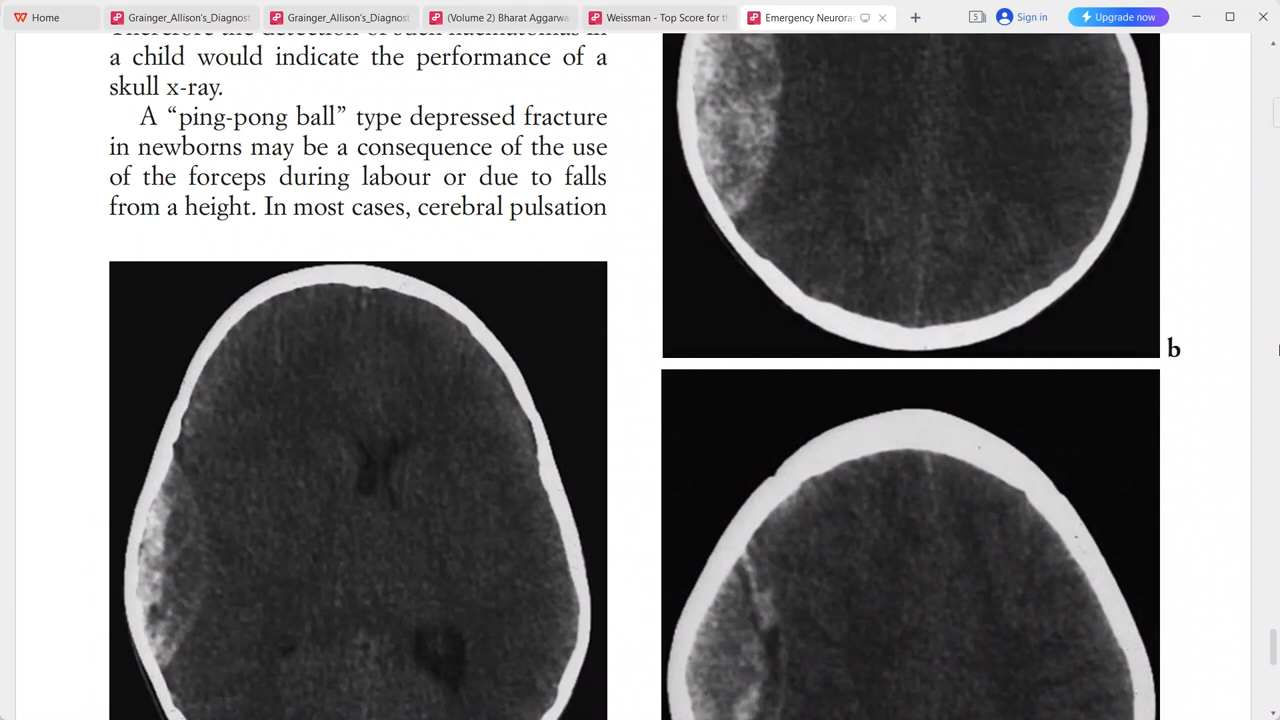 Home
Grainger_Allison's_Diagnost
Grainger_Allison's_Diagnost
(Volume 2) Bharat Aggarwa
Weissman - Top Score for t
Emergency Neurorad
5
Sign in
Upgrade now
a child would indicate the performance of a
skull x-ray.
A “ping-pong ball” type depressed fracture
in newborns may be a consequence of the use
of the forceps during labour or due to falls
from a height. In most cases, cerebral pulsation
b